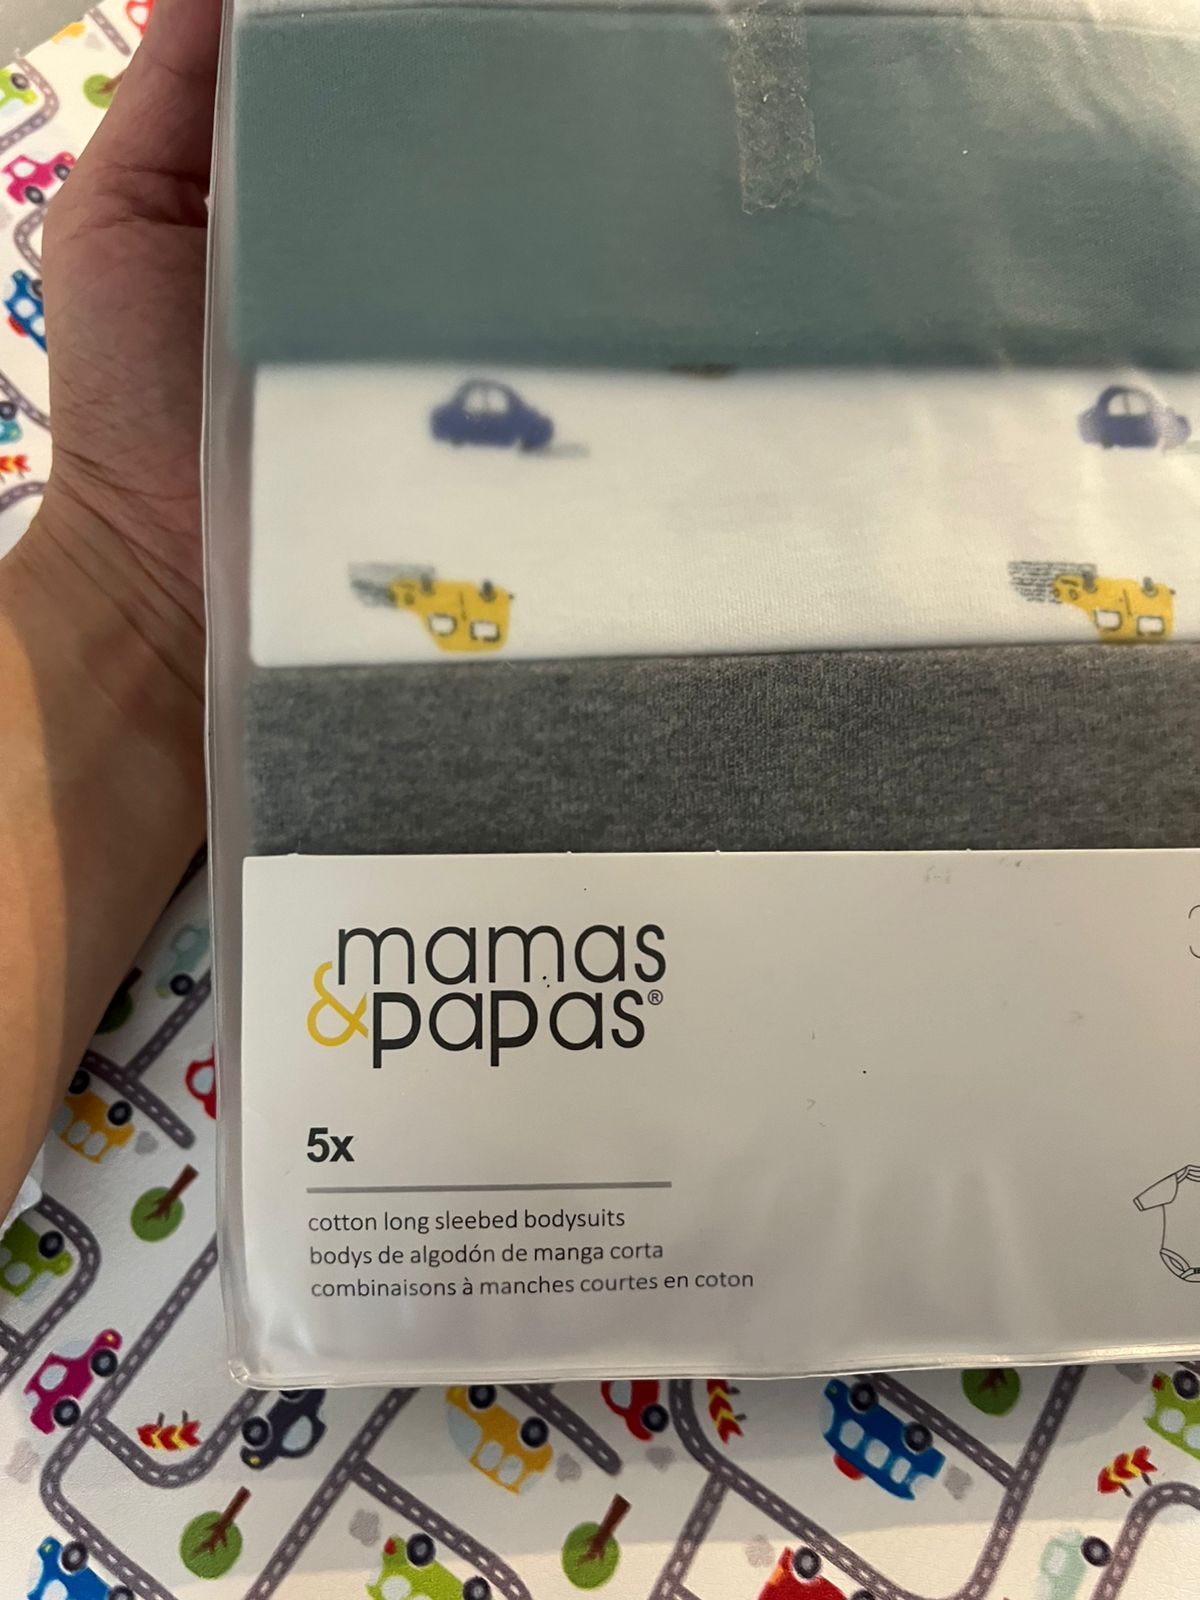 mamas
&papas®
5x
cotton long sleebed bodysuits
bodys de algodón de manga corta
combinaisons à manches courtes en coton